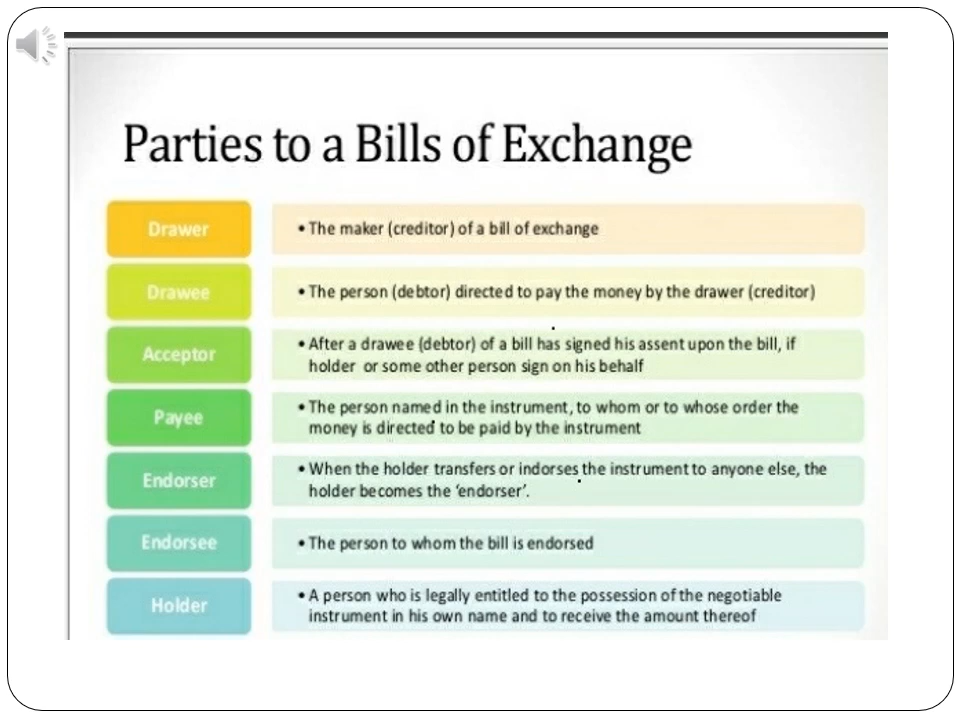 Parties to a Bills of Exchange
Drawer
• The maker (creditor) of a bill of exchange
Drawee
• The person (debtor) directed to pay the money by the drawer (creditor)
Acceptor
• After a drawee (debtor) of a bill has signed his assent upon the bill, if
holder or some other person sign on his behalf
Payee
• The person named in the instrument, to whom or to whose order the
money is directed to be paid by the instrument
Endorser
• When the holder transfers or indorses the instrument to anyone else, the
holder becomes the ‘endorser’.
Endorsee
• The person to whom the bill is endorsed
Holder
• A person who is legally entitled to the possession of the negotiable
instrument in his own name and to receive the amount thereof